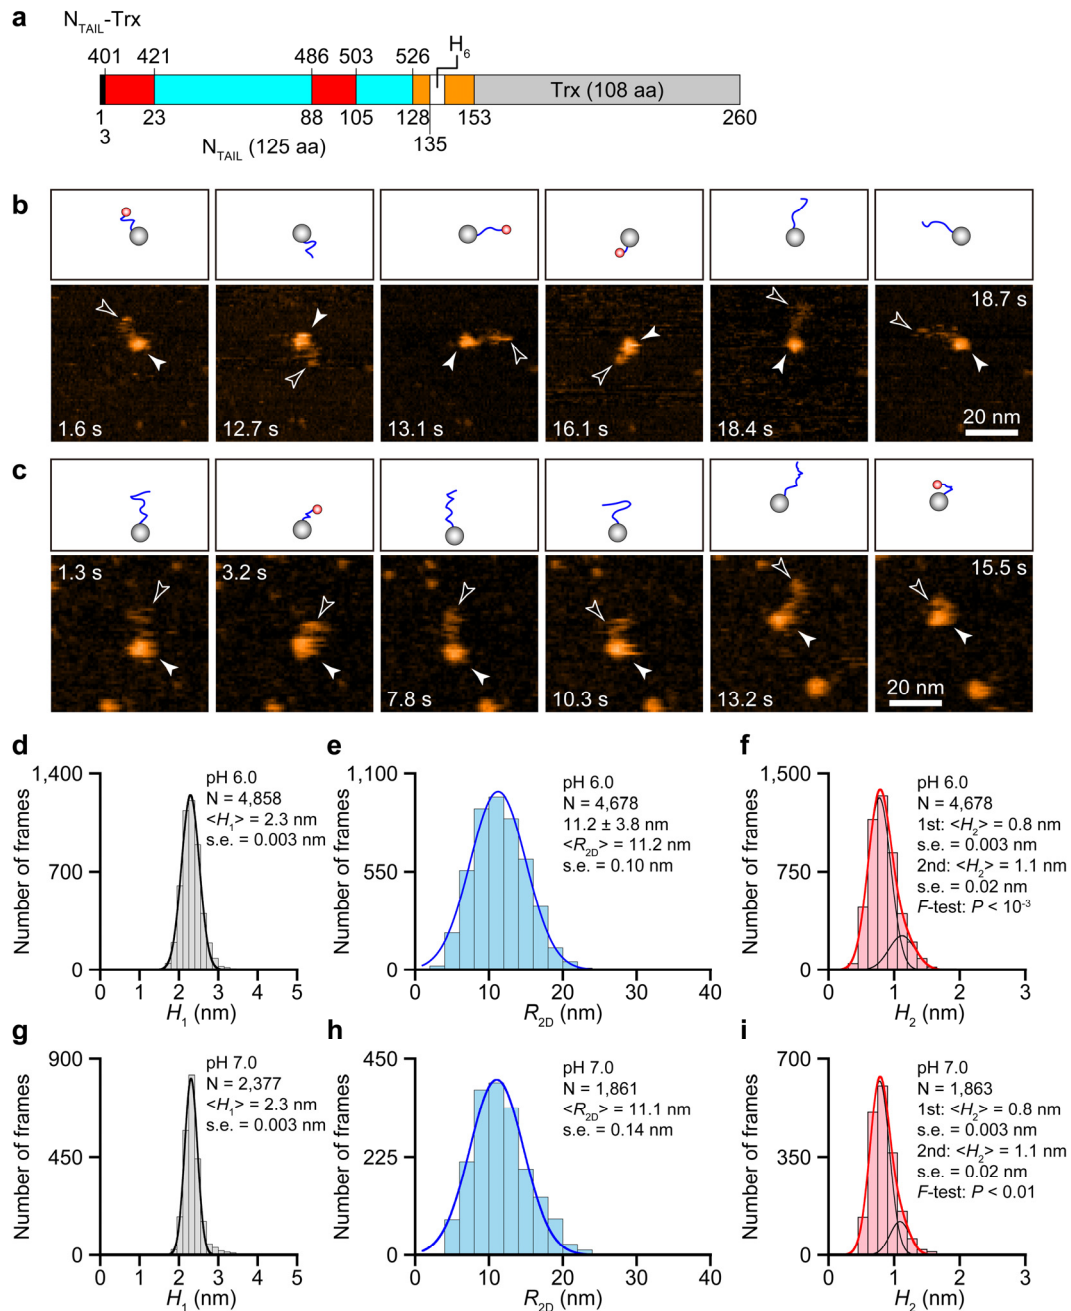 a
N_TAIL-Trx
H_6
401 421 486 503 526
Trx (108 aa)
1 23 88 105 128 153 260
3 135
N_TAIL (125 aa)
b
18.7 s
1.6 s 12.7 s 13.1 s 16.1 s 18.4 s 20 nm
c
1.3 s 3.2 s 15.5 s
7.8 s 10.3 s 13.2 s 20 nm
d
Number of frames
1,400
700
0
pH 6.0
N = 4,858
<H_1> = 2.3 nm
s.e. = 0.003 nm
0 1 2 3 4 5
H_1 (nm)
e
Number of frames
1,100
550
0
pH 6.0
N = 4,678
11.2 ± 3.8 nm
<R_2D> = 11.2 nm
s.e. = 0.10 nm
0 10 20 30 40
R_2D (nm)
f
Number of frames
1,500
750
0
pH 6.0
N = 4,678
1st: <H_2> = 0.8 nm
s.e. = 0.003 nm
2nd: <H_2> = 1.1 nm
s.e. = 0.02 nm
F-test: P < 10^-3
0 1 2 3
H_2 (nm)
g
Number of frames
900
450
0
pH 7.0
N = 2,377
<H_1> = 2.3 nm
s.e. = 0.003 nm
0 1 2 3 4 5
H_1 (nm)
h
Number of frames
450
225
0
pH 7.0
N = 1,861
<R_2D> = 11.1 nm
s.e. = 0.14 nm
0 10 20 30 40
R_2D (nm)
i
Number of frames
700
350
0
pH 7.0
N = 1,863
1st: <H_2> = 0.8 nm
s.e. = 0.003 nm
2nd: <H_2> = 1.1 nm
s.e. = 0.02 nm
F-test: P < 0.01
0 1 2 3
H_2 (nm)